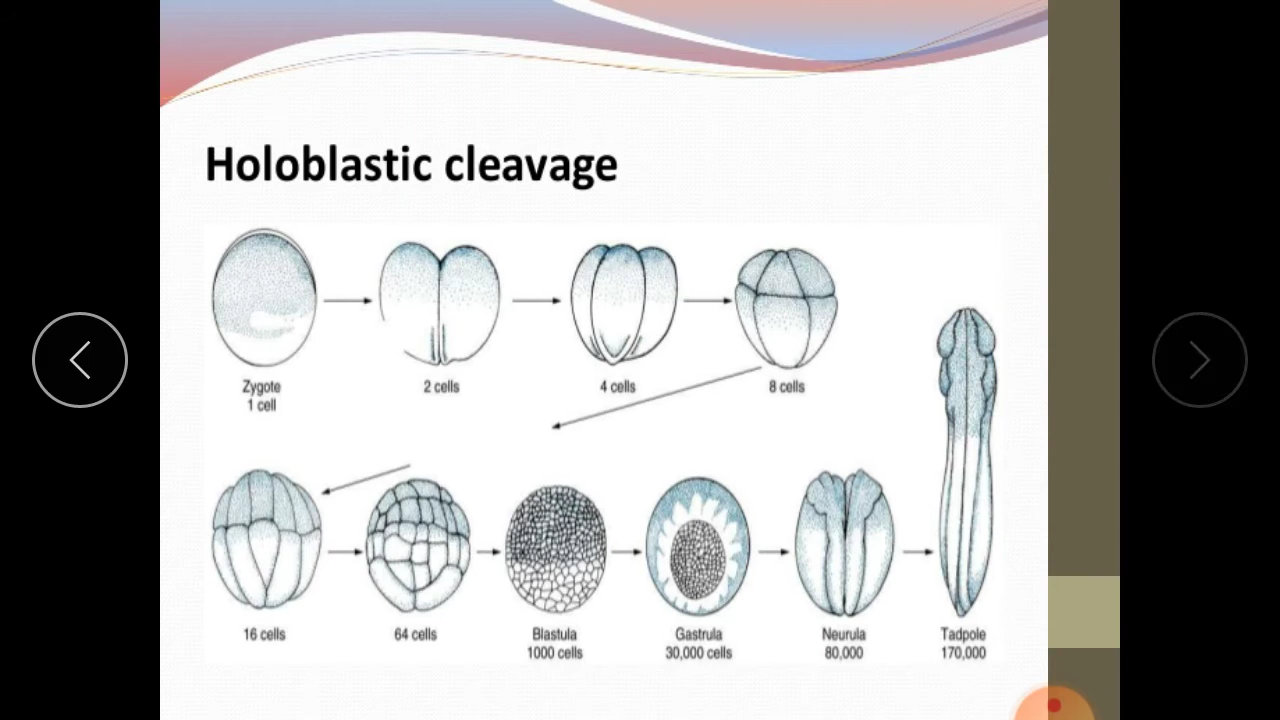 Holoblastic cleavage
Zygote
1 cell
2 cells
4 cells
8 cells
16 cells
64 cells
Blastula
1000 cells
Gastrula
30,000 cells
Neurula
80,000
Tadpole
170,000